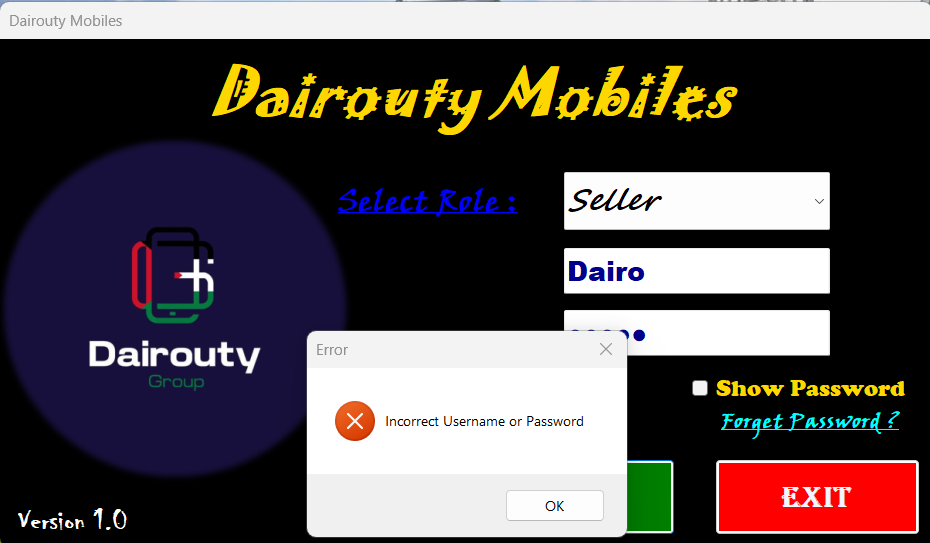 Dairouty Mobiles
Dairouty Mobiles
Select Role :
Seller
Dairo
Dairouty
Group
Error
Incorrect Username or Password
OK
Show Password
Forget Password ?
EXIT
Version 1.0